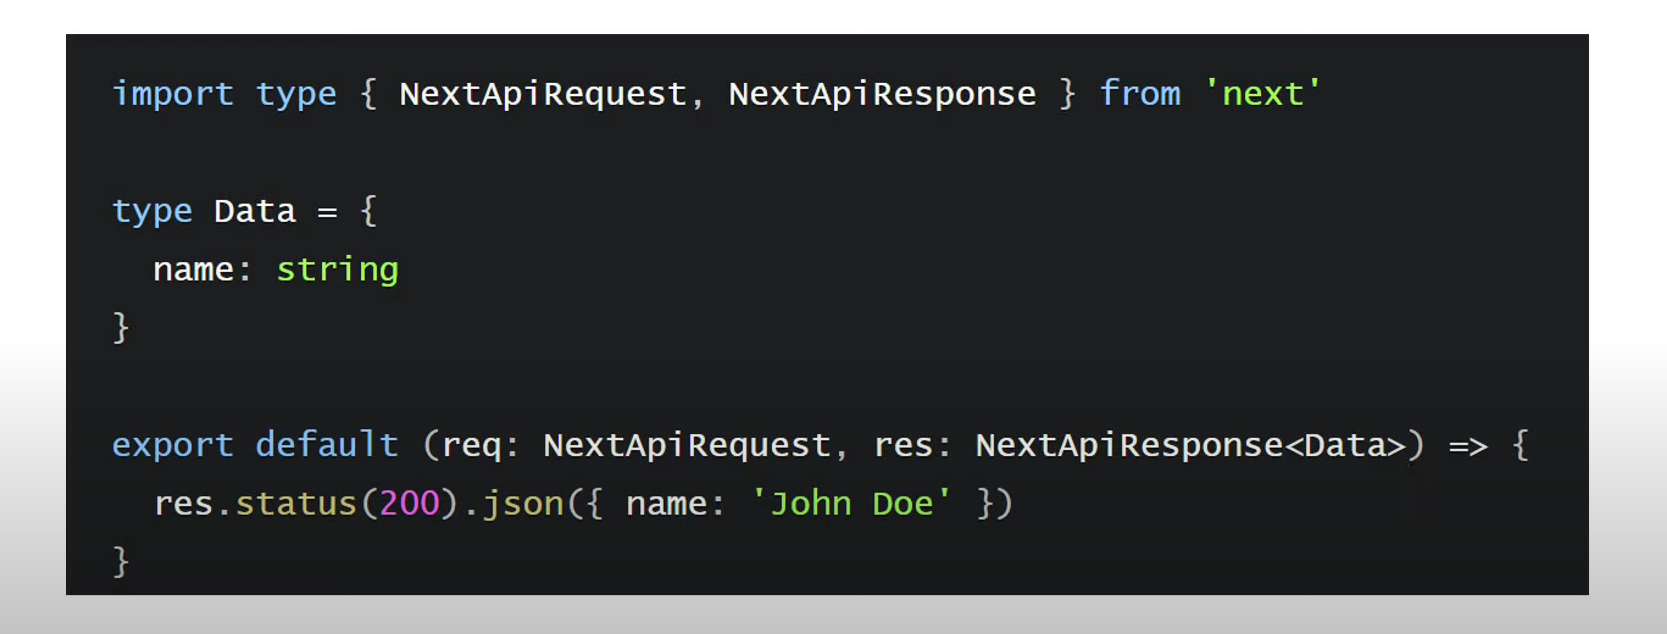 import type { NextApiRequest, NextApiResponse } from 'next'
type Data = {
  name: string
}
export default (req: NextApiRequest, res: NextApiResponse<Data>) => {
  res.status(200).json({ name: 'John Doe' })
}